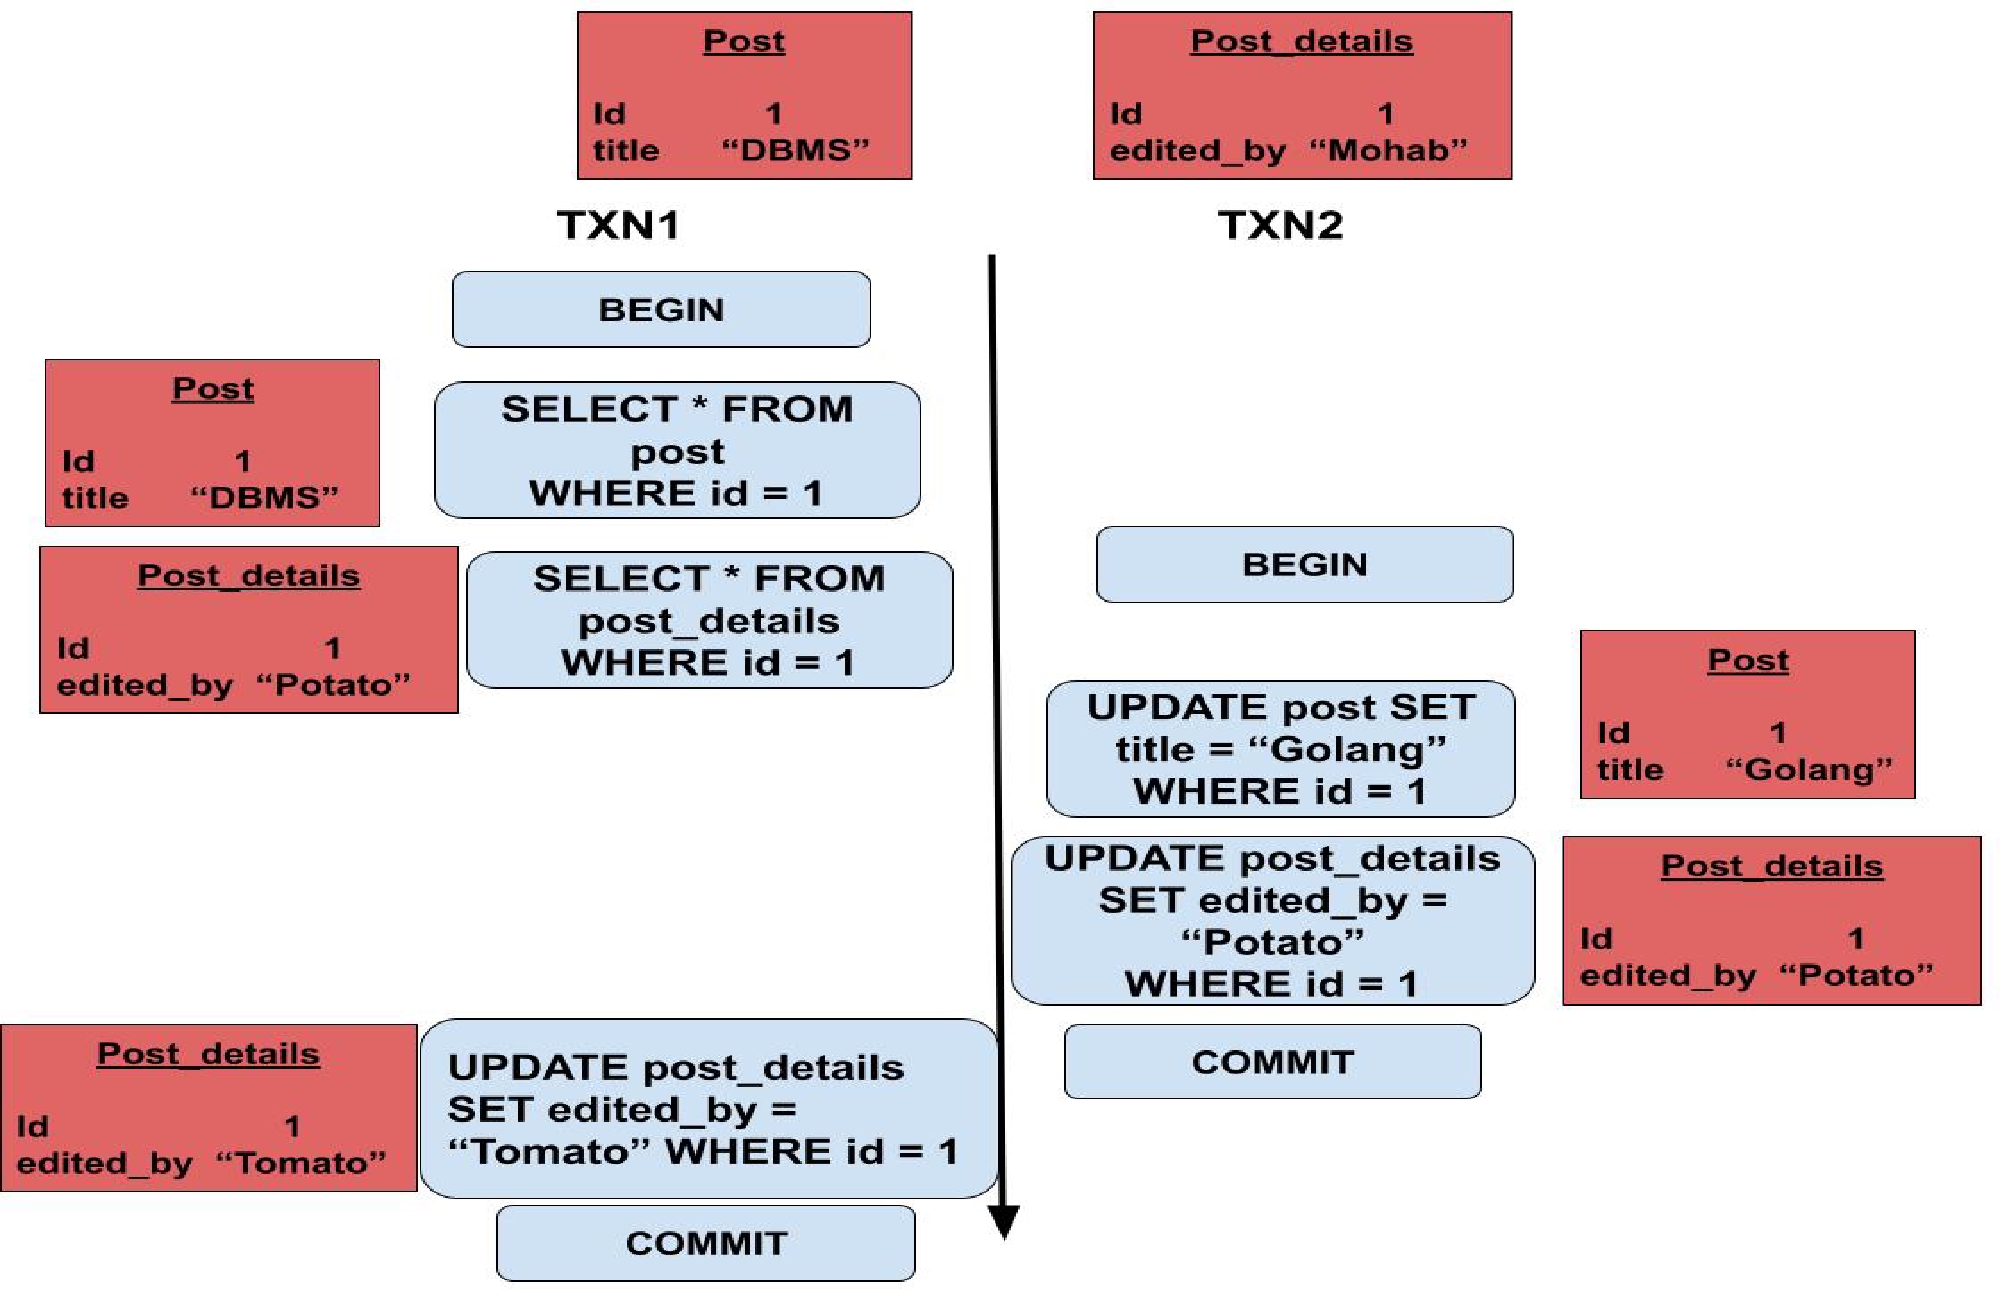 Post
Id 1
title “DBMS”
Post_details
Id 1
edited_by “Mohab”
TXN1
TXN2
BEGIN
Post
Id 1
title “DBMS”
SELECT * FROM
post
WHERE id = 1
Post_details
Id 1
edited_by “Potato”
SELECT * FROM
post_details
WHERE id = 1
BEGIN
UPDATE post SET
title = “Golang”
WHERE id = 1
Post
Id 1
title “Golang”
UPDATE post_details
SET edited_by =
“Potato”
WHERE id = 1
Post_details
Id 1
edited_by “Potato”
COMMIT
Post_details
Id 1
edited_by “Tomato”
UPDATE post_details
SET edited_by =
“Tomato” WHERE id = 1
COMMIT